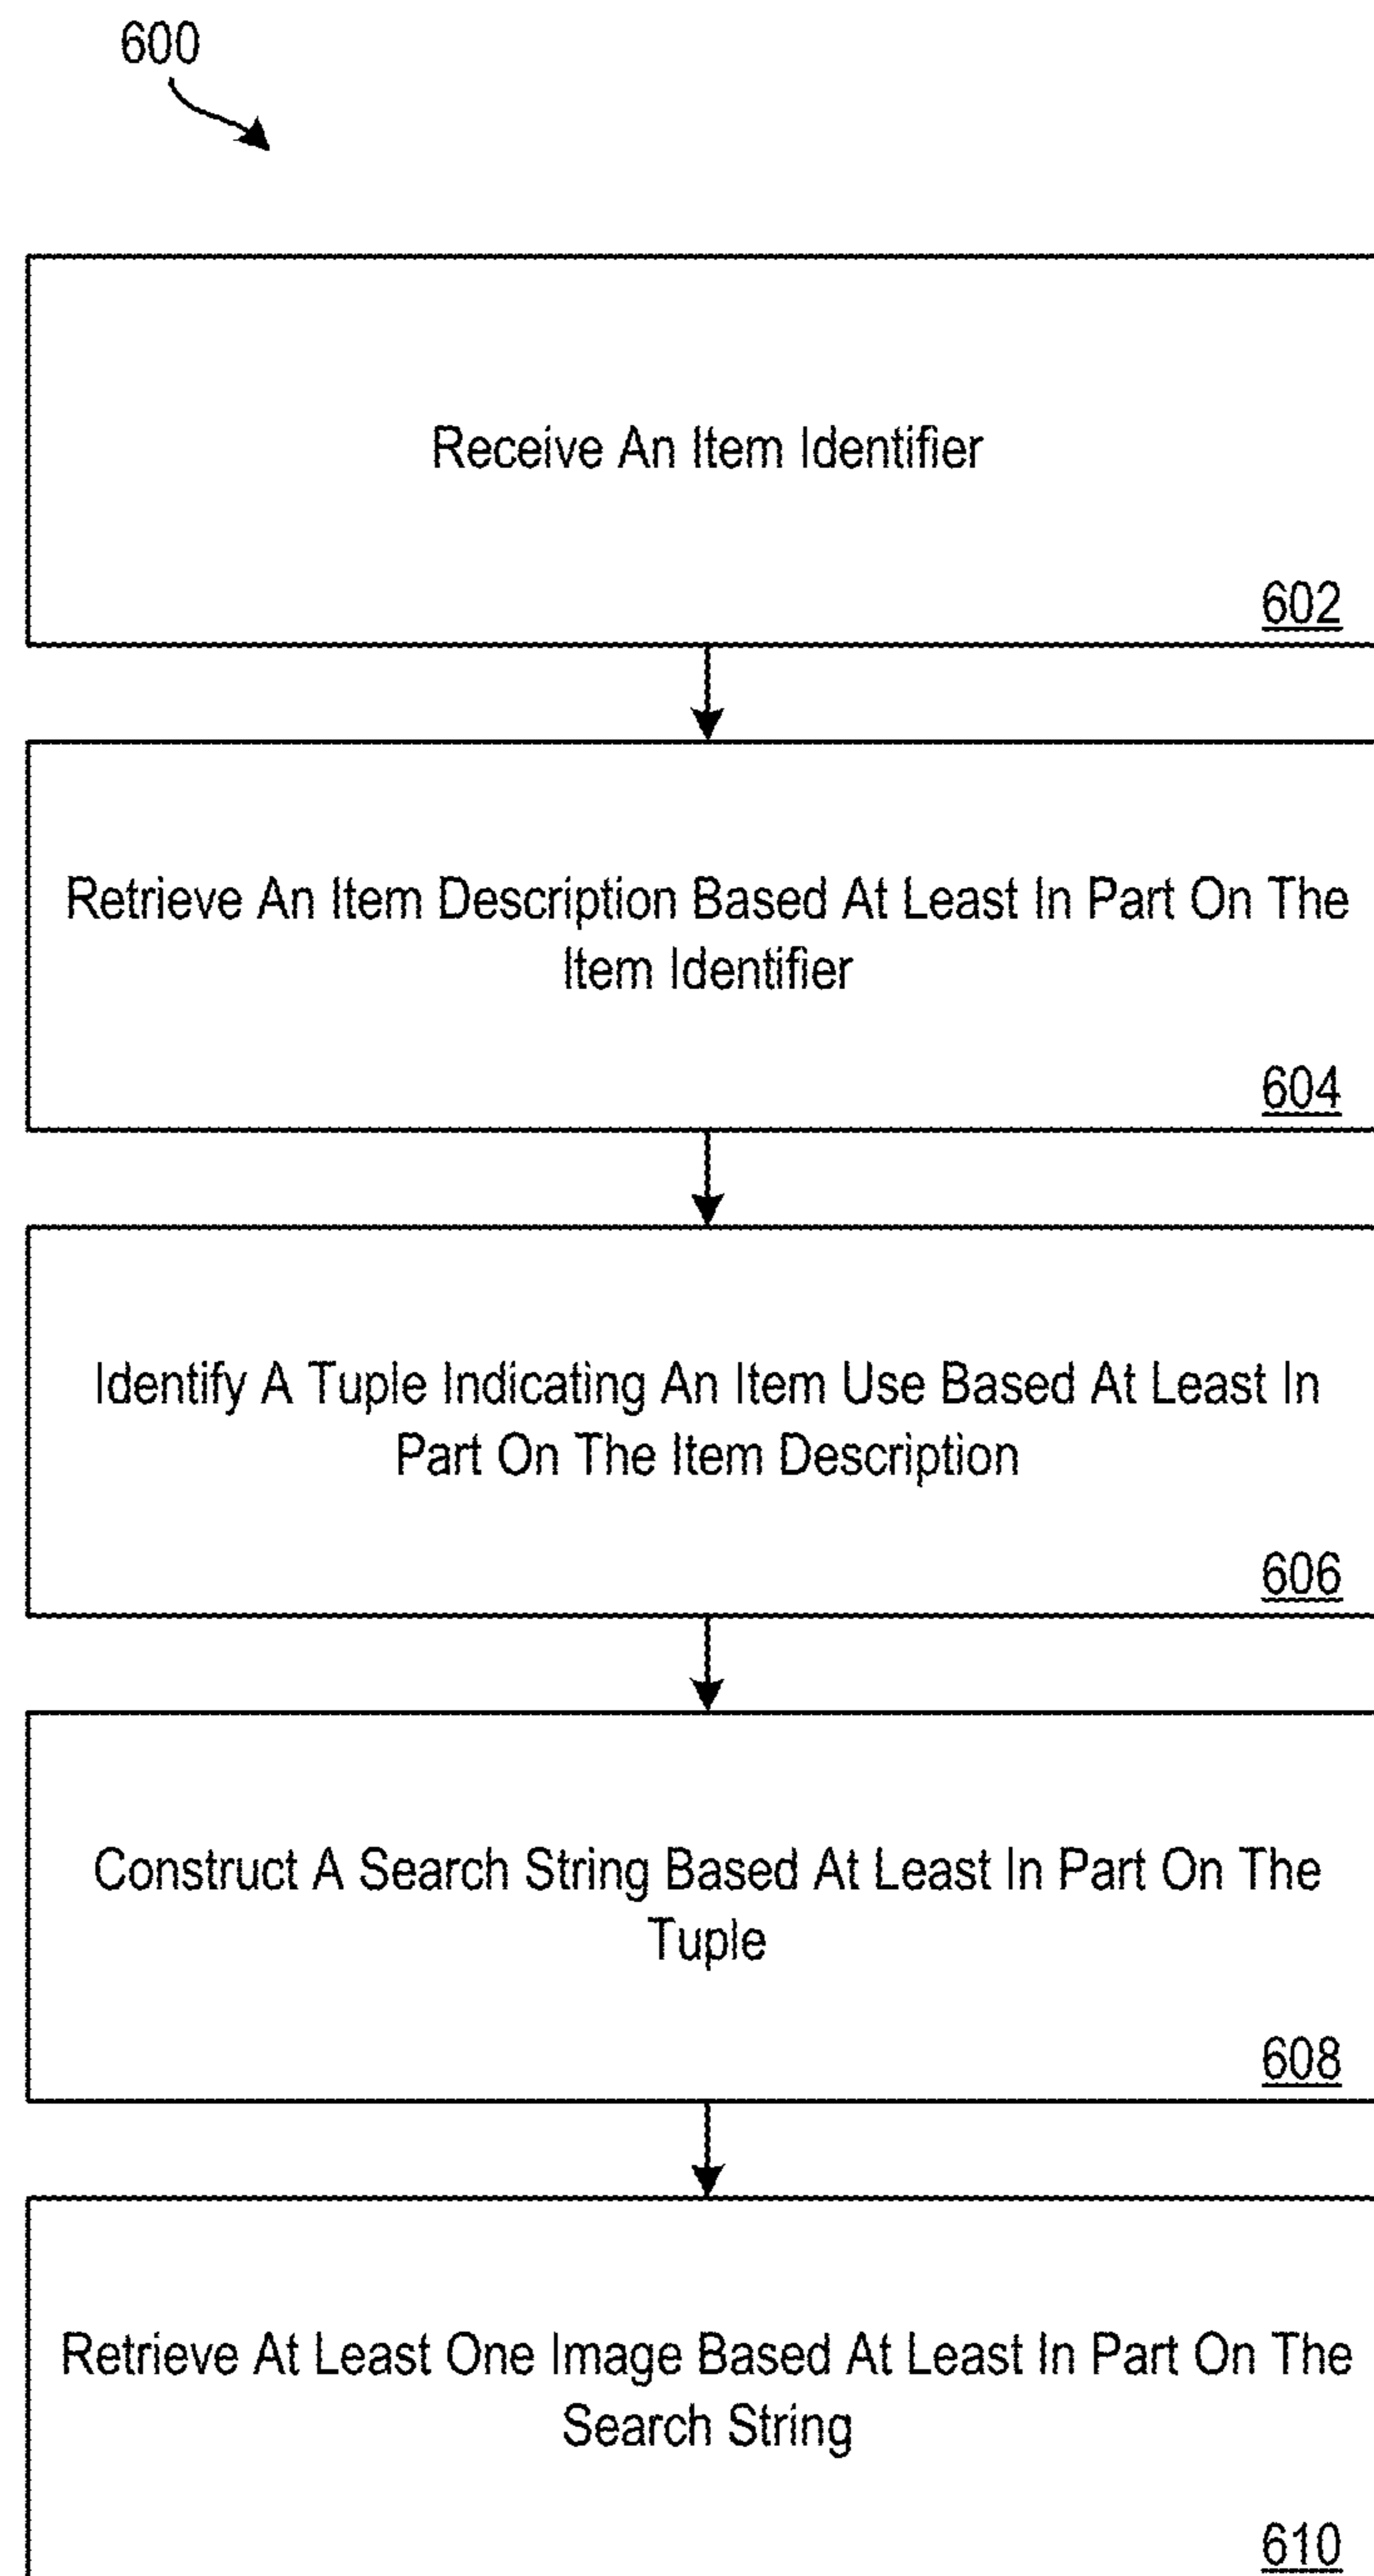 600
Receive An Item Identifier
602
Retrieve An Item Description Based At Least In Part On The
Item Identifier
604
Identify A Tuple Indicating An Item Use Based At Least In
Part On The Item Description
606
Construct A Search String Based At Least In Part On The
Tuple
608
Retrieve At Least One Image Based At Least In Part On The
Search String
610